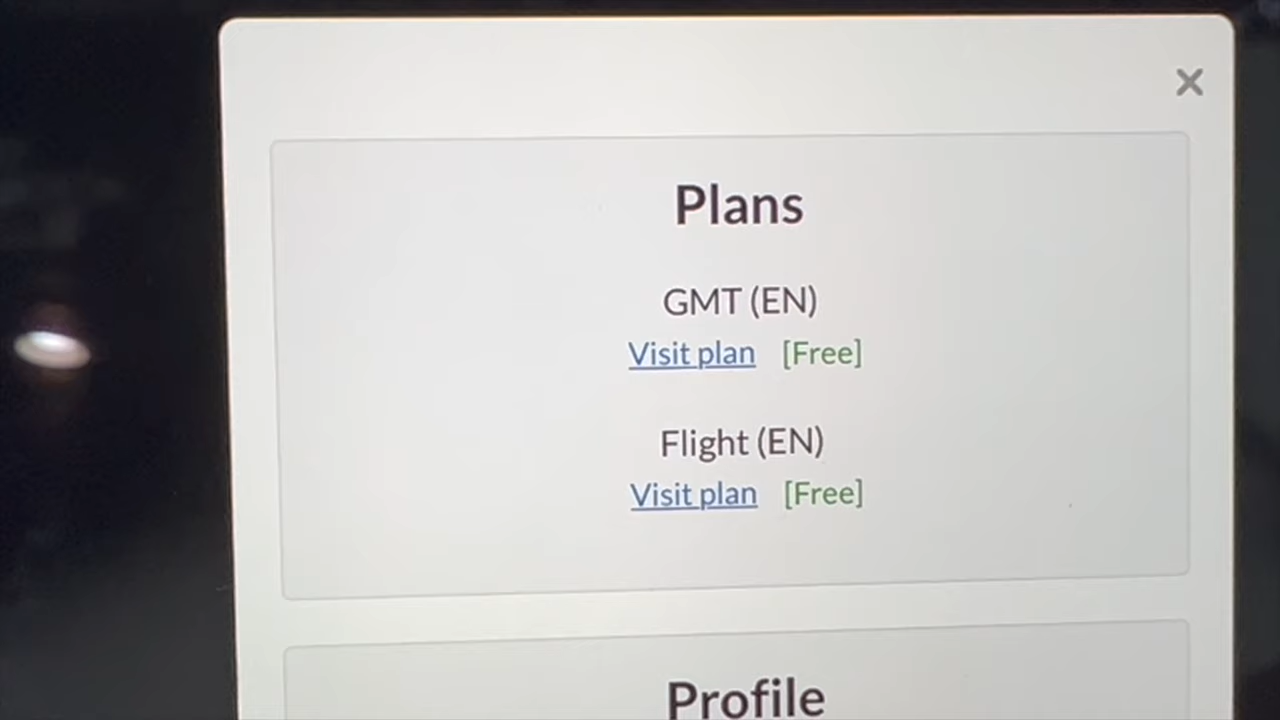 Plans
GMT (EN)
Visit plan [Free]
Flight (EN)
Visit plan [Free]
Profile